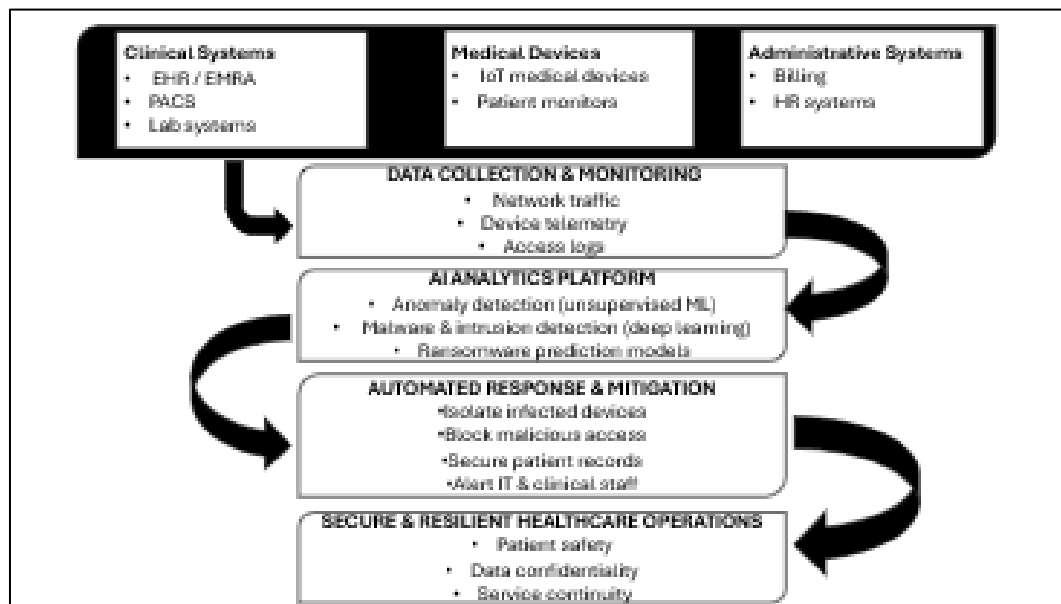 Clinical Systems
• EHR / EMRA
• PACS
• Lab systems
Medical Devices
• IoT medical devices
• Patient monitors
Administrative Systems
• Billing
• HR systems
DATA COLLECTION & MONITORING
• Network traffic
• Device telemetry
• Access logs
AI ANALYTICS PLATFORM
• Anomaly detection (unsupervised ML)
• Malware & intrusion detection (deep learning)
• Ransomware prediction models
AUTOMATED RESPONSE & MITIGATION
•Isolate infected devices
•Block malicious access
•Secure patient records
•Alert IT & clinical staff
SECURE & RESILIENT HEALTHCARE OPERATIONS
• Patient safety
• Data confidentiality
• Service continuity